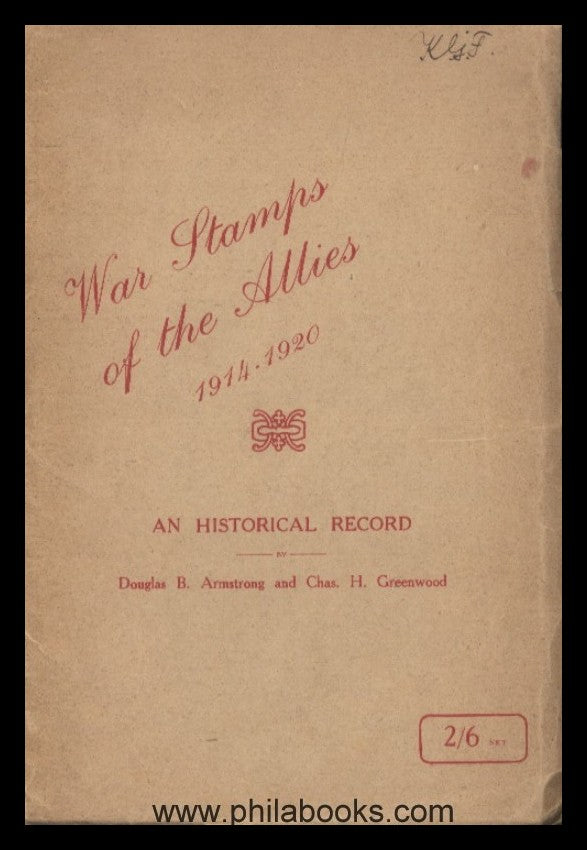 War Stamps
of the Allies
1914-1920
AN HISTORICAL RECORD
BY
Douglas B. Armstrong and Chas. H. Greenwood
2/6 NET
www.philabooks.com